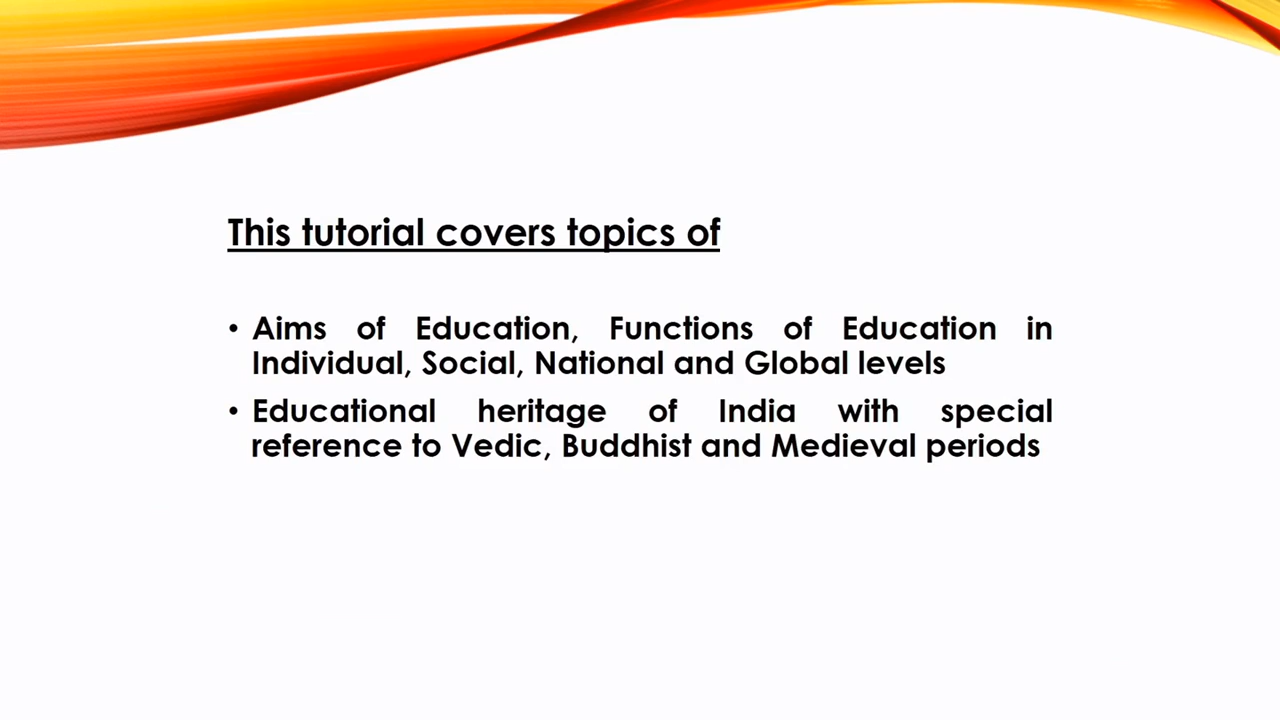 This tutorial covers topics of
• Aims of Education, Functions of Education in
Individual, Social, National and Global levels
• Educational heritage of India with special
reference to Vedic, Buddhist and Medieval periods